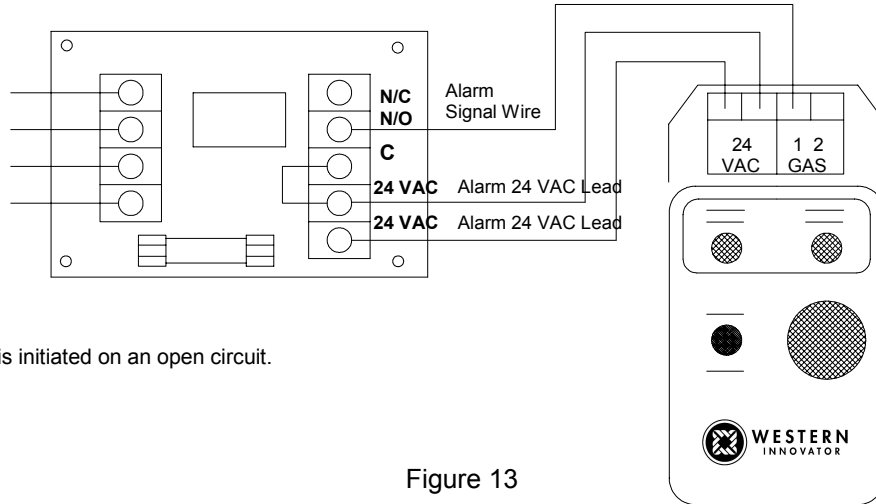 N/C Alarm
N/O Signal Wire
C
24 VAC Alarm 24 VAC Lead
24 VAC Alarm 24 VAC Lead
24 1 2
VAC GAS
is initiated on an open circuit.
WESTERN
INNOVATOR
Figure 13